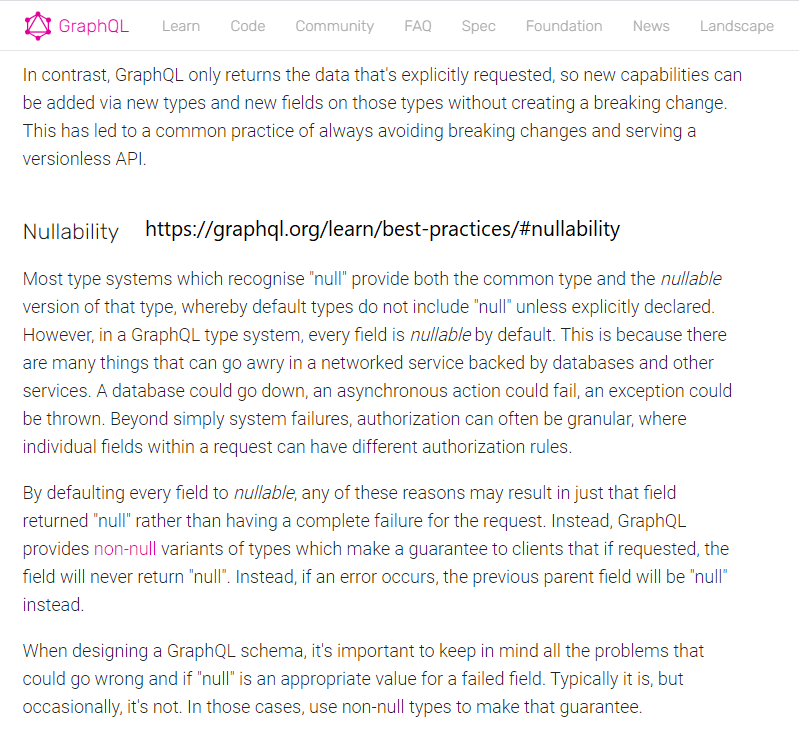 GraphQL Learn Code Community FAQ Spec Foundation News Landscape
In contrast, GraphQL only returns the data that's explicitly requested, so new capabilities can
be added via new types and new fields on those types without creating a breaking change.
This has led to a common practice of always avoiding breaking changes and serving a
versionless API.
Nullability https://graphql.org/learn/best-practices/#nullability
Most type systems which recognise "null" provide both the common type and the nullable
version of that type, whereby default types do not include "null" unless explicitly declared.
However, in a GraphQL type system, every field is nullable by default. This is because there
are many things that can go awry in a networked service backed by databases and other
services. A database could go down, an asynchronous action could fail, an exception could
be thrown. Beyond simply system failures, authorization can often be granular, where
individual fields within a request can have different authorization rules.
By defaulting every field to nullable, any of these reasons may result in just that field
returned "null" rather than having a complete failure for the request. Instead, GraphQL
provides non-null variants of types which make a guarantee to clients that if requested, the
field will never return "null". Instead, if an error occurs, the previous parent field will be "null"
instead.
When designing a GraphQL schema, it's important to keep in mind all the problems that
could go wrong and if "null" is an appropriate value for a failed field. Typically it is, but
occasionally, it's not. In those cases, use non-null types to make that guarantee.